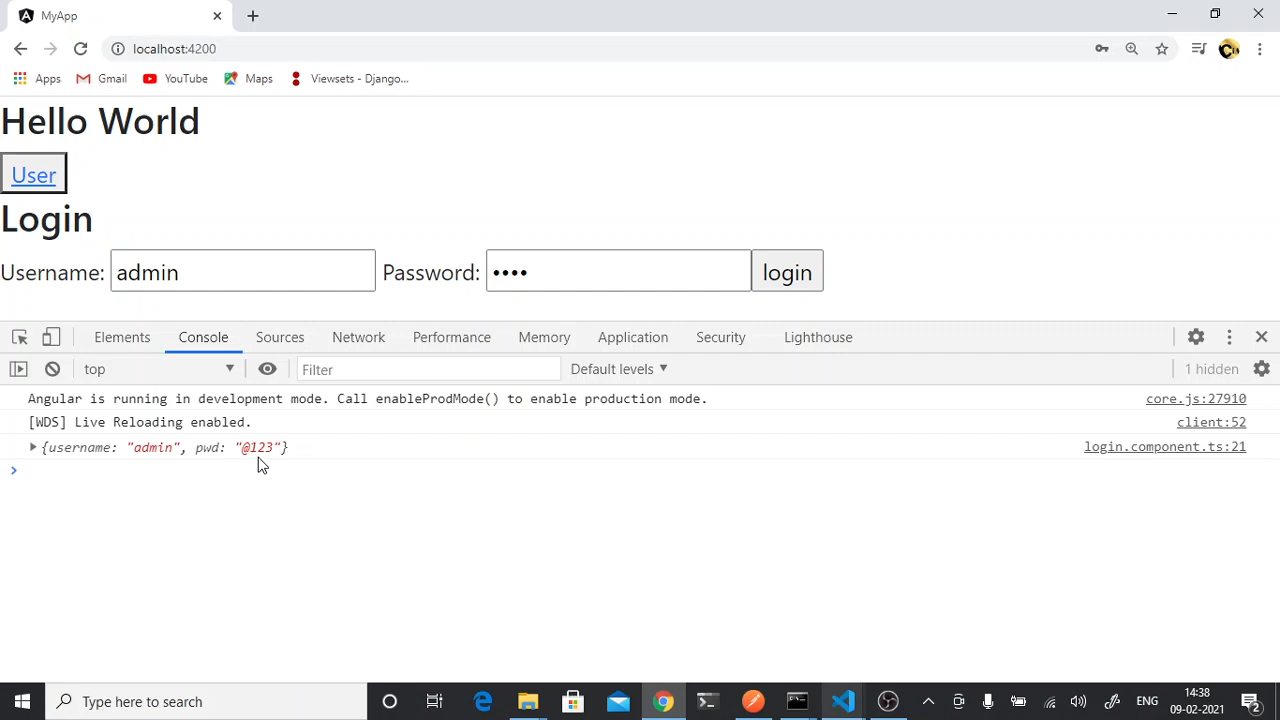 MyApp
localhost:4200
Apps Gmail YouTube Maps Viewsets - Django...
Hello World
User
Login
Username: admin Password: •••• login
Elements Console Sources Network Performance Memory Application Security Lighthouse
top Filter Default levels 1 hidden
Angular is running in development mode. Call enableProdMode() to enable production mode. core.js:27910
[WDS] Live Reloading enabled. client:52
{username: "admin", pwd: "@123"} login.component.ts:21
Type here to search ENG 14:38
09-02-2021 2